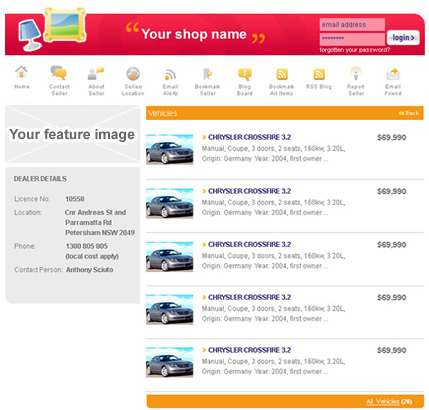 “ Your shop name ”
email address
••••••••
login >
forgotten your password?
Home
Contact Seller
About Seller
Sellers Location
Email Alertz
Bookmark Seller
Blog Board
Bookmark All Items
RSS Blog
Report Seller
Email Friend
Your feature image
DEALER DETAILS
Licence No: 10558
Location: Cnr Andreas St and
Parramatta Rd
Petersham NSW 2049
Phone: 1300 805 805
(local cost apply)
Contact Person: Anthony Sciuto
Vehicles
Back
CHRYSLER CROSSFIRE 3.2 $69,990
Manual, Coupe, 3 doors, 2 seats, 160kw, 3.20L,
Origin: Germany Year: 2004, first owner ...
CHRYSLER CROSSFIRE 3.2 $69,990
Manual, Coupe, 3 doors, 2 seats, 160kw, 3.20L,
Origin: Germany Year: 2004, first owner ...
CHRYSLER CROSSFIRE 3.2 $69,990
Manual, Coupe, 3 doors, 2 seats, 160kw, 3.20L,
Origin: Germany Year: 2004, first owner ...
CHRYSLER CROSSFIRE 3.2 $69,990
Manual, Coupe, 3 doors, 2 seats, 160kw, 3.20L,
Origin: Germany Year: 2004, first owner ...
CHRYSLER CROSSFIRE 3.2 $69,990
Manual, Coupe, 3 doors, 2 seats, 160kw, 3.20L,
Origin: Germany Year: 2004, first owner ...
All Vehicles (26)